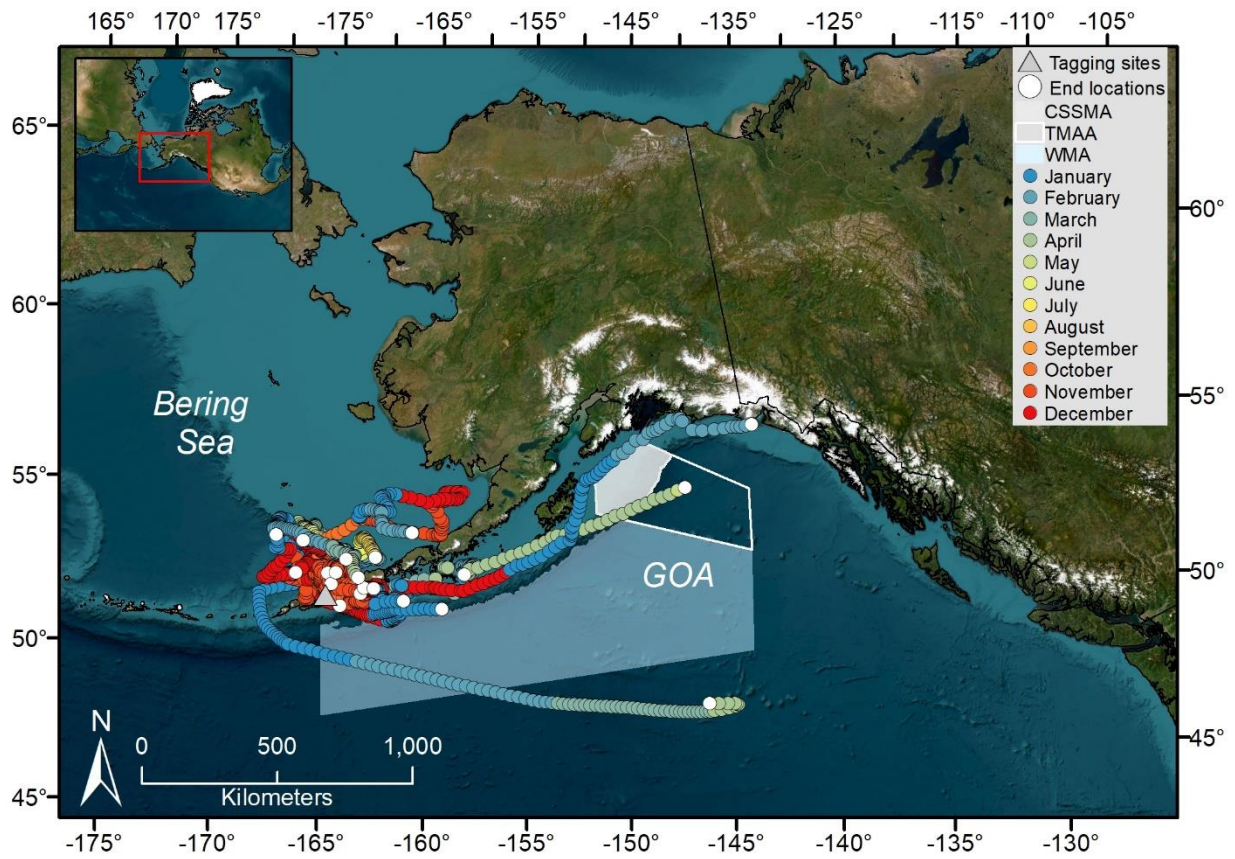 165° 170° 175° -175° -165° -155° -150° -145° -140° -135° -125° -115° -110° -105°
Tagging sites
End locations
CSSMA
TMAA
WMA
January
February
March
April
May
June
July
August
September
October
November
December
65°
60°
55°
50°
45°
60°
55°
50°
45°
Bering
Sea
GOA
N
0 500 1,000
Kilometers
-175° -170° -165° -160° -155° -150° -145° -140° -135° -130°